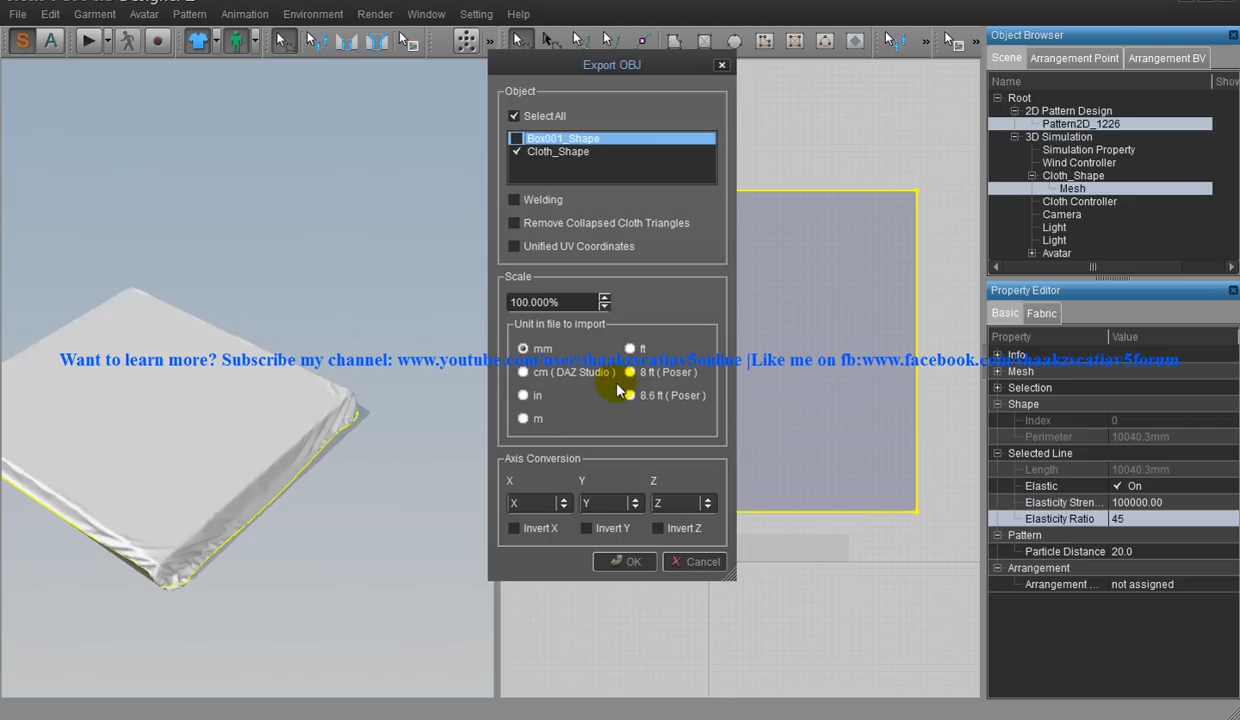 File Edit Garment Avatar Pattern Animation Environment Render Window Setting Help
S A » » »
Export OBJ
Object
Select All
Box001_Shape
Cloth_Shape
Welding
Remove Collapsed Cloth Triangles
Unified UV Coordinates
Scale
100.000%
Unit in file to import
mm ft
Want to learn more? Subscribe my channel: www.youtube.com/user/shaakzscatiav5online |Like me on fb:www.facebook.com/shaakzscatiav5forum
cm ( DAZ Studio ) 8 ft ( Poser )
in 8.6 ft ( Poser )
m
Axis Conversion
X Y Z
X Y Z
Invert X Invert Y Invert Z
OK Cancel
Object Browser
Scene Arrangement Point Arrangement BV
Name Show
Root
2D Pattern Design
Pattern2D_1226
3D Simulation
Simulation Property
Wind Controller
Cloth_Shape
Mesh
Cloth Controller
Camera
Light
Light
Avatar
Property Editor
Basic Fabric
Property Value
Info
Mesh
Selection
Shape
Index 0
Perimeter 10040.3mm
Selected Line
Length 10040.3mm
Elastic On
Elasticity Stren... 100000.00
Elasticity Ratio 45
Pattern
Particle Distance 20.0
Arrangement
Arrangement ... not assigned